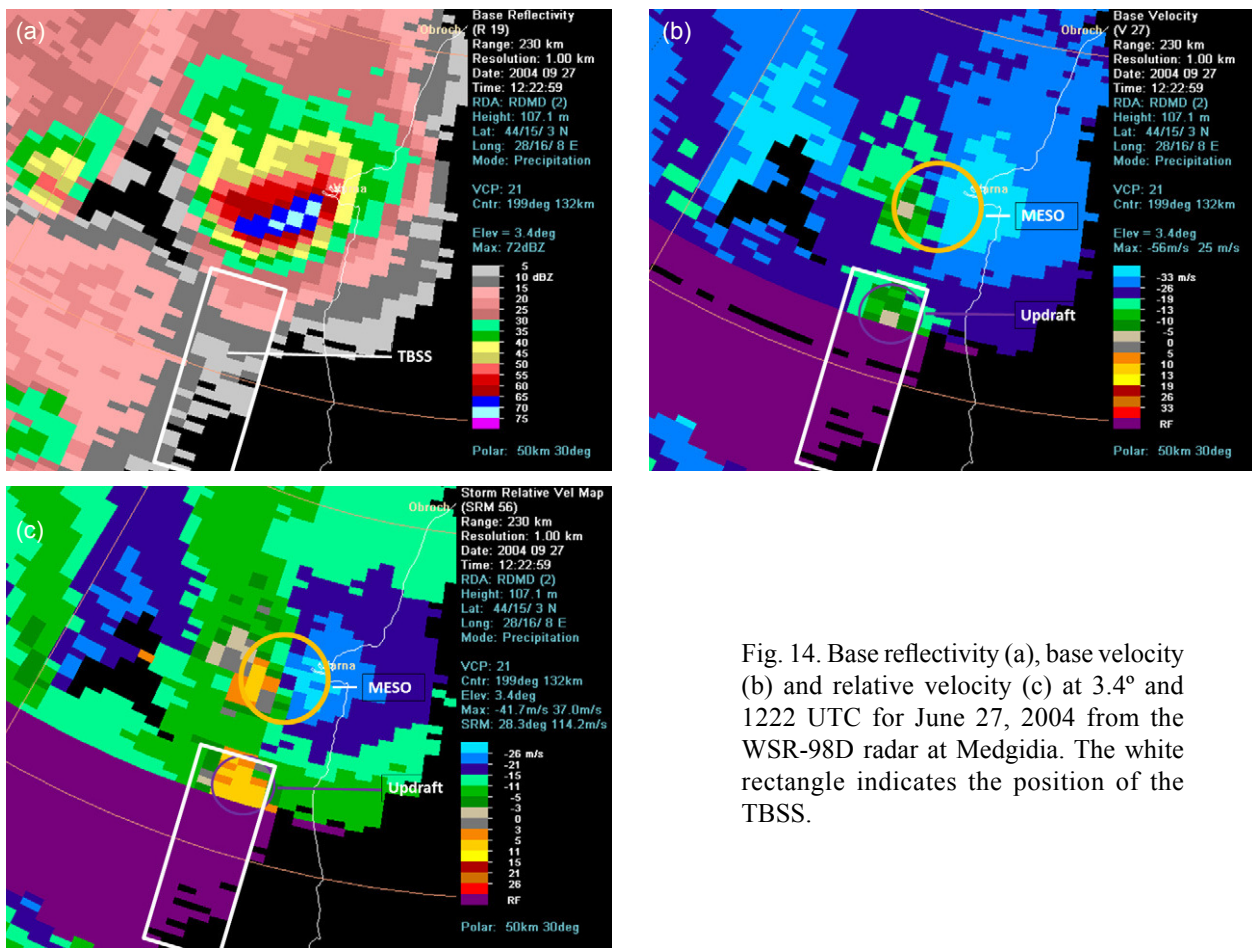 (a)
Obroch
Varna
TBSS
Base Reflectivity
(R 19)
Range: 230 km
Resolution: 1.00 km
Date: 2004 09 27
Time: 12:22:59
RDA: RDMD (2)
Height: 107.1 m
Lat: 44/15/ 3 N
Long: 28/16/ 8 E
Mode: Precipitation
VCP: 21
Cntr: 199deg 132km
Elev = 3.4deg
Max: 72dBZ
5
10 dBZ
15
20
25
30
35
40
45
50
55
60
65
70
75
Polar: 50km 30deg
(b)
Obroch
Varna
MESO
Updraft
Base Velocity
(V 27)
Range: 230 km
Resolution: 1.00 km
Date: 2004 09 27
Time: 12:22:59
RDA: RDMD (2)
Height: 107.1 m
Lat: 44/15/ 3 N
Long: 28/16/ 8 E
Mode: Precipitation
VCP: 21
Cntr: 199deg 132km
Elev = 3.4deg
Max: -56m/s 25 m/s
-33 m/s
-26
-19
-13
-10
-5
0
5
10
13
19
26
33
RF
Polar: 50km 30deg
(c)
Obroch
Varna
MESO
Updraft
Storm Relative Vel Map
(SRM 56)
Range: 230 km
Resolution: 1.00 km
Date: 2004 09 27
Time: 12:22:59
RDA: RDMD (2)
Height: 107.1 m
Lat: 44/15/ 3 N
Long: 28/16/ 8 E
Mode: Precipitation
VCP: 21
Cntr: 199deg 132km
Elev: 3.4deg
Max: -41.7m/s 37.0m/s
SRM: 28.3deg 114.2m/s
-26 m/s
-21
-15
-11
-5
-3
0
3
5
11
15
21
26
RF
Polar: 50km 30deg
Fig. 14. Base reflectivity (a), base velocity
(b) and relative velocity (c) at 3.4º and
1222 UTC for June 27, 2004 from the
WSR-98D radar at Medgidia. The white
rectangle indicates the position of the
TBSS.